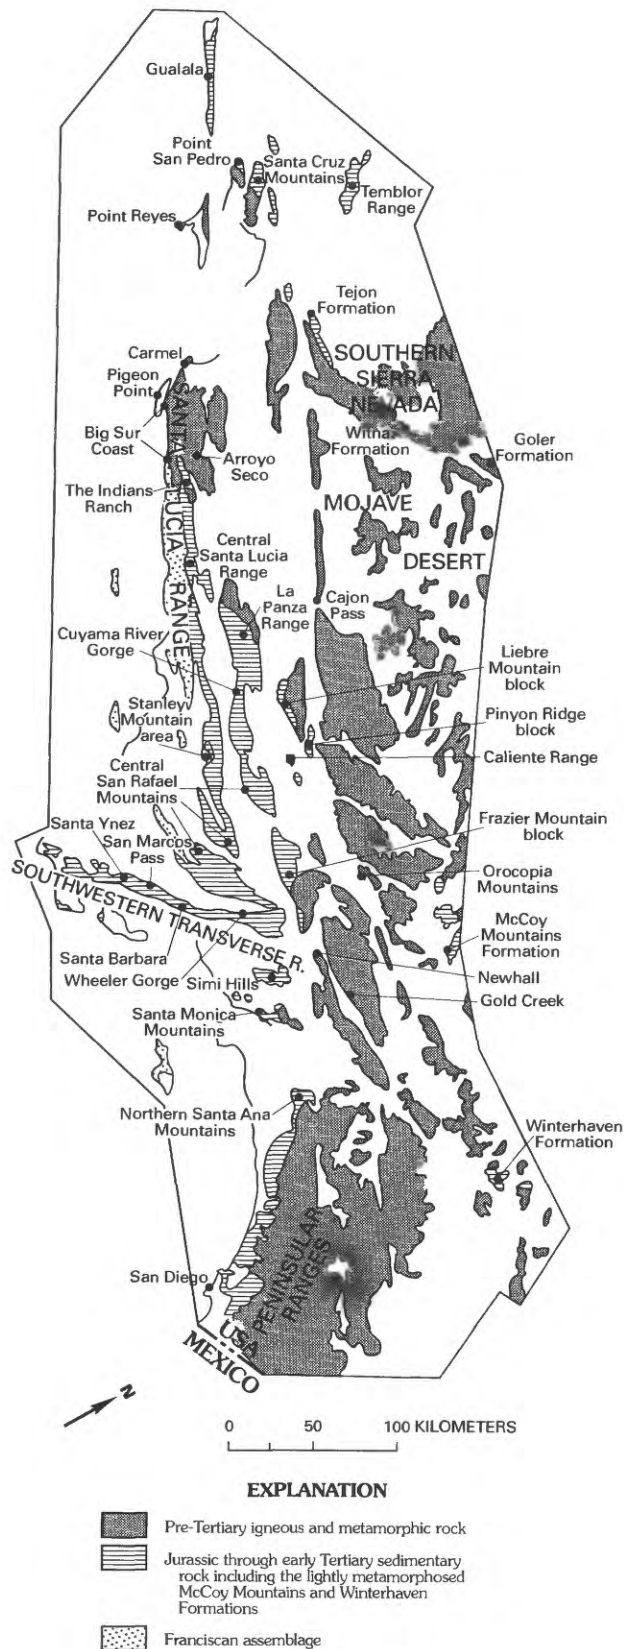 Gualala
Point
San Pedro
Santa Cruz
Mountains
Temblor
Range
Point Reyes
Tejon
Formation
SOUTHERN
SIERRA
NEVADA
Carmel
Pigeon
Point
SANTA
LUCIA
RANGE
Big Sur
Coast
Arroyo
Seco
Witnet
Formation
Goler
Formation
The Indians
Ranch
MOJAVE
DESERT
Central
Santa Lucia
Range
La
Panza
Range
Cajon
Pass
Cuyama River
Gorge
Liebre
Mountain
block
Stanley
Mountain
area
Pinyon Ridge
block
Caliente Range
Central
San Rafael
Mountains
Santa Ynez
San Marcos
Pass
Frazier Mountain
block
SOUTHWESTERN TRANSVERSE R.
Orocopia
Mountains
McCoy
Mountains
Formation
Santa Barbara
Wheeler Gorge
Simi Hills
Newhall
Gold Creek
Santa Monica
Mountains
Northern Santa Ana
Mountains
Winterhaven
Formation
PENINSULAR
RANGES
San Diego
USA
MEXICO
N
0 50 100 KILOMETERS
EXPLANATION
Pre-Tertiary igneous and metamorphic rock
Jurassic through early Tertiary sedimentary
rock including the lightly metamorphosed
McCoy Mountains and Winterhaven
Formations
Franciscan assemblage